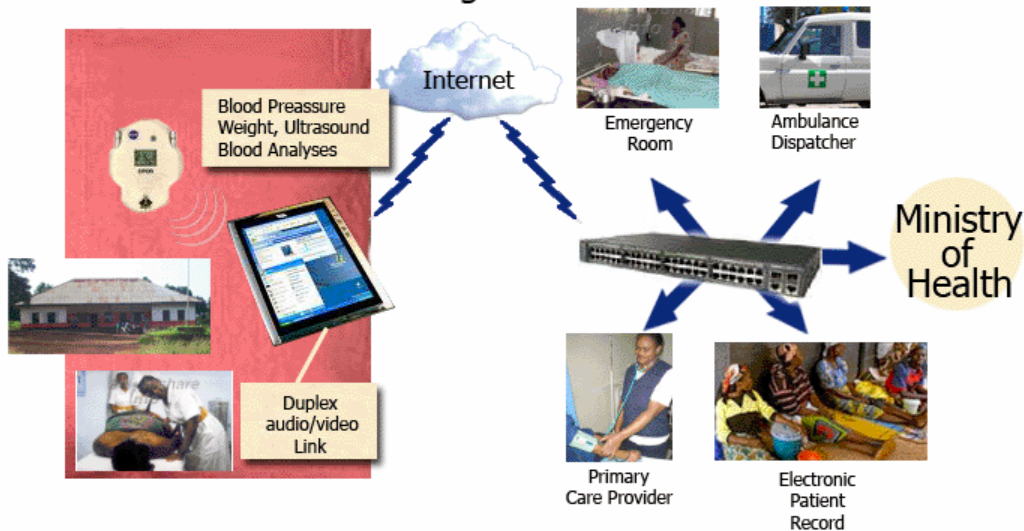 Internet
Blood Preassure
Weight, Ultrasound
Blood Analyses
Duplex
audio/video
Link
Emergency
Room
Ambulance
Dispatcher
Ministry
of
Health
Primary
Care Provider
Electronic
Patient
Record